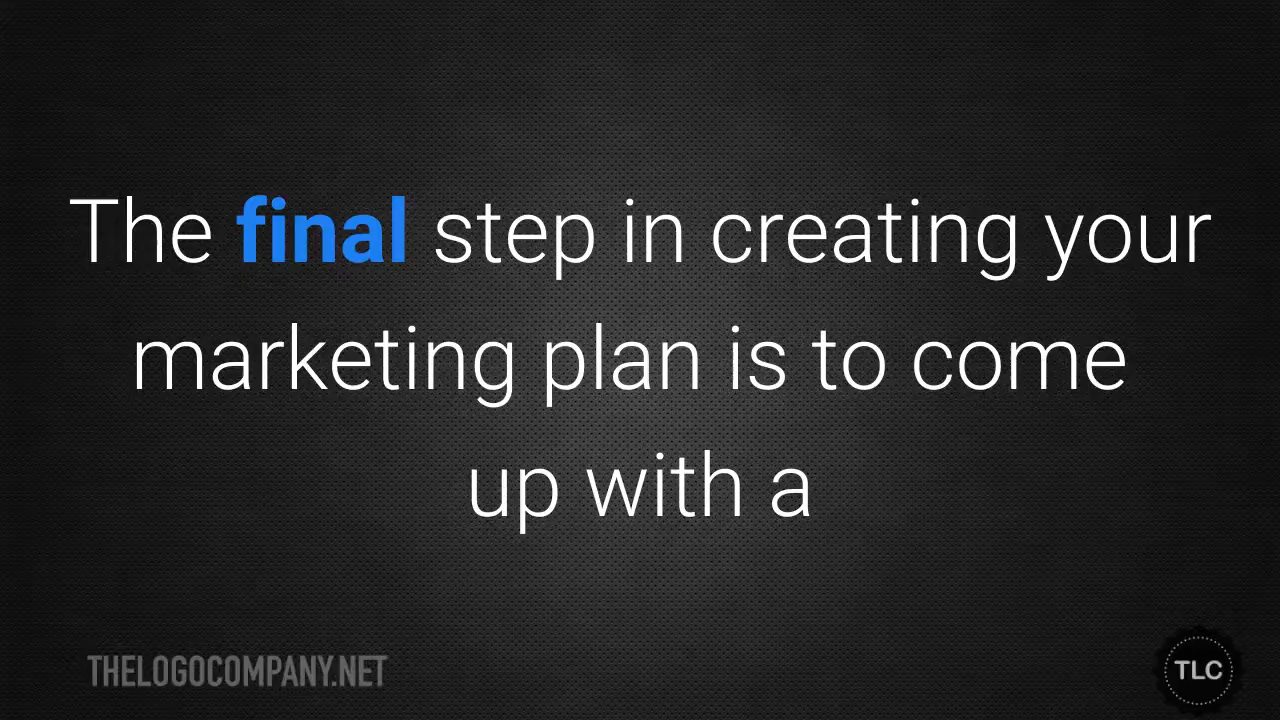 The final step in creating your
marketing plan is to come
up with a
THELOGOCOMPANY.NET
TLC